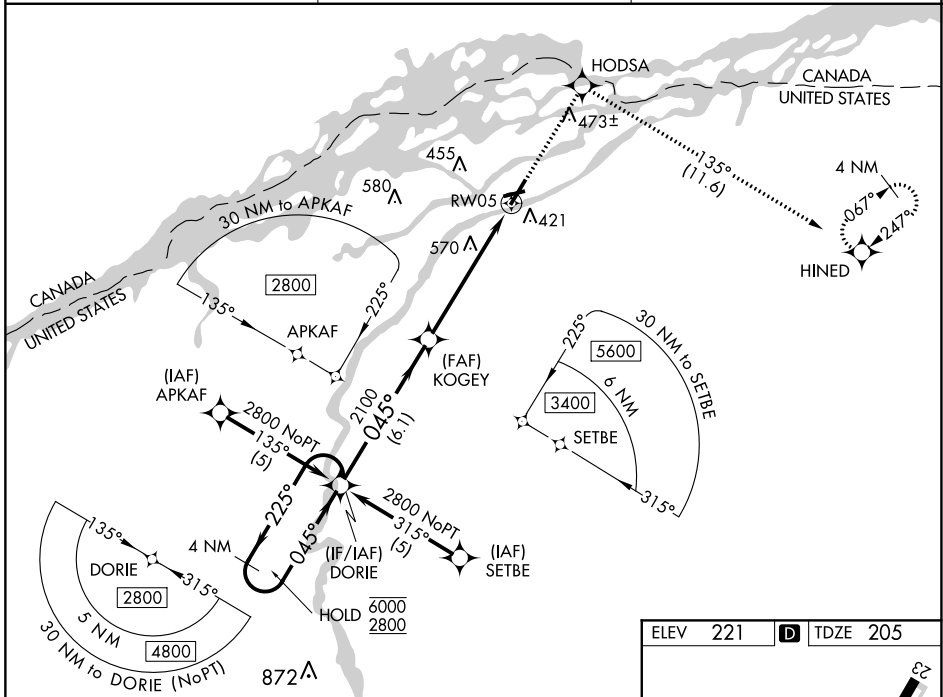 HODSA
CANADA
UNITED STATES
473±
135°
(11.6)
4 NM
067°
247°
HINED
455
580
RW05
421
570
30 NM to APKAF
2800
135°
225°
APKAF
CANADA
UNITED STATES
(FAF)
KOGEY
30 NM to SETBE
225°
5600
6 NM
3400
SETBE
315°
(IAF)
APKAF
2800 NoPT
135°
(5)
2100
045°
(6.1)
225°
045°
4 NM
(IF/IAF)
DORIE
2800 NoPT
315°
(5)
(IAF)
SETBE
HOLD 6000
2800
135°
DORIE
315°
2800
5 NM
4800
30 NM to DORIE (NoPT)
872
ELEV 221 D TDZE 205
23